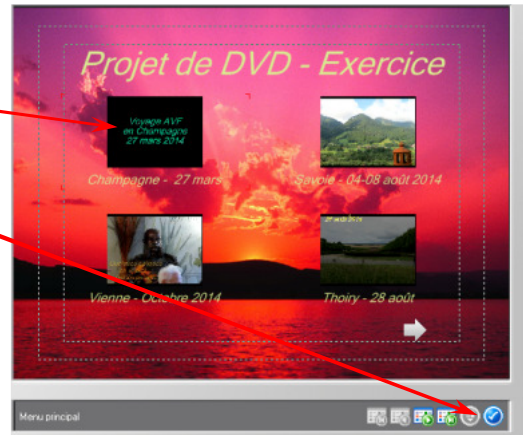 Projet de DVD - Exercice
Voyage AVF
en Champagne
27 mars 2014
Champagne - 27 mars
Savoie - 04-08 août 2014
Vienne - Octobre 2014
Thoiry - 28 août
Menu principal